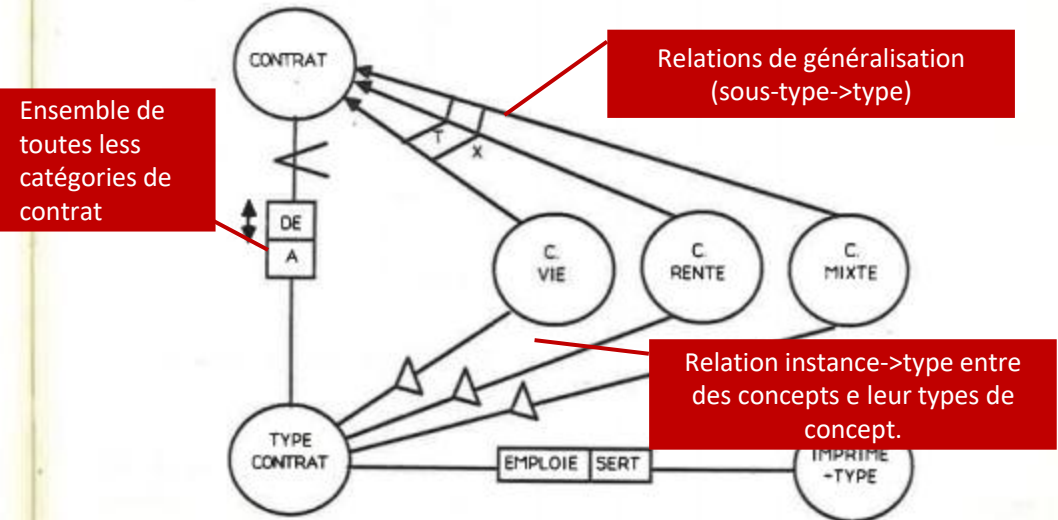 CONTRAT
Relations de généralisation
(sous-type->type)
Ensemble de
toutes less
catégories de
contrat
T
X
DE
A
C.
VIE
C.
RENTE
C.
MIXTE
Relation instance->type entre
des concepts e leur types de
concept.
TYPE
CONTRAT
EMPLOIE
SERT
IMPRIME
-TYPE